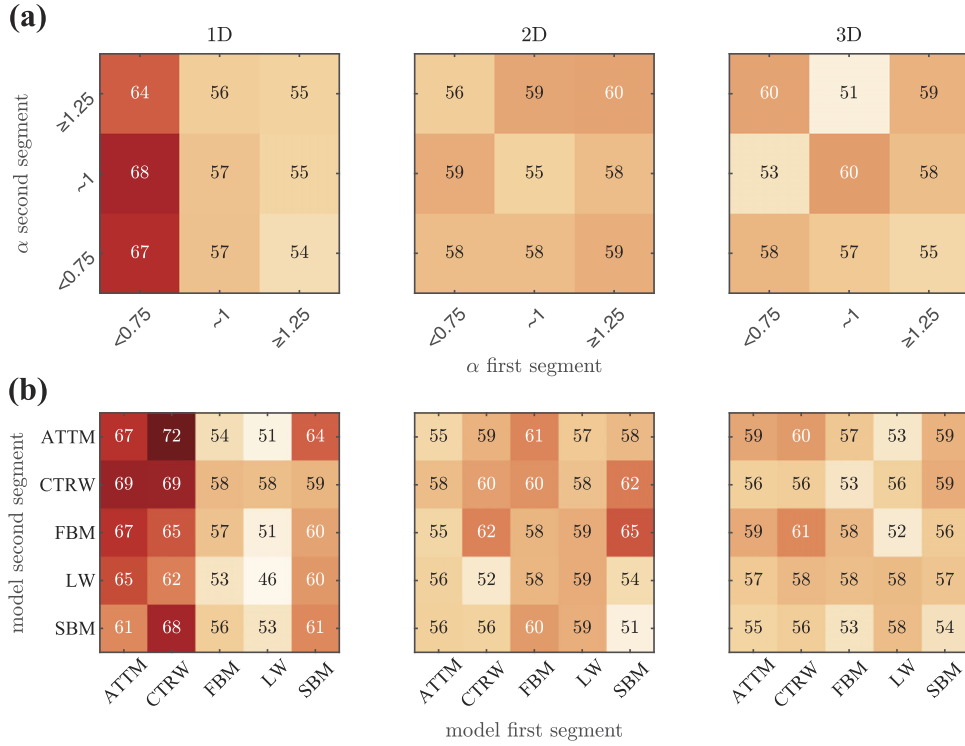 (a)
1D 2D 3D
≥1.25 64 56 55 56 59 60 60 51 59
~1 68 57 55 59 55 58 53 60 58
<0.75 67 57 54 58 58 59 58 57 55
α second segment
<0.75 ~1 ≥1.25 <0.75 ~1 ≥1.25 <0.75 ~1 ≥1.25
α first segment
(b)
ATTM 67 72 54 51 64 55 59 61 57 58 59 60 57 53 59
CTRW 69 69 58 58 59 58 60 60 58 62 56 56 53 56 59
FBM 67 65 57 51 60 55 62 58 59 65 59 61 58 52 56
LW 65 62 53 46 60 56 52 58 59 54 57 58 58 58 57
SBM 61 68 56 53 61 56 56 60 59 51 55 56 53 58 54
model second segment
ATTM CTRW FBM LW SBM ATTM CTRW FBM LW SBM ATTM CTRW FBM LW SBM
model first segment